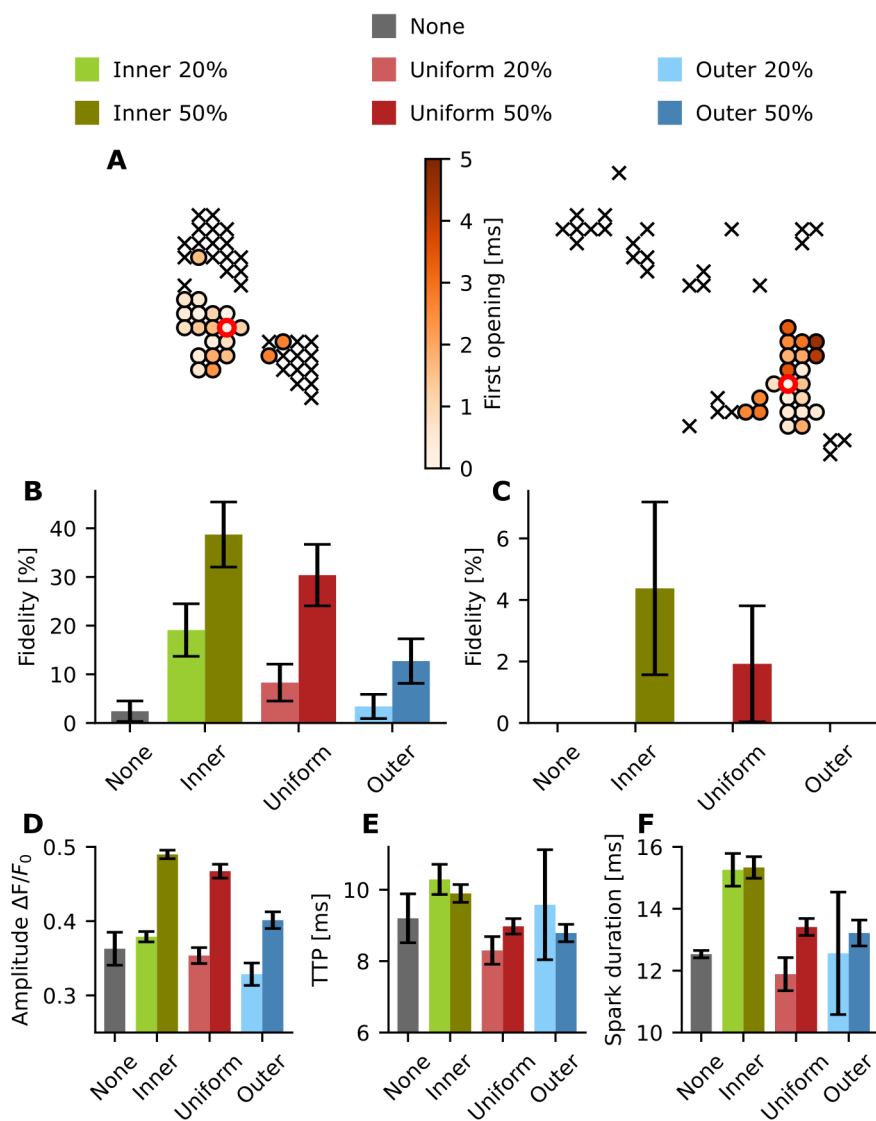 None
Inner 20% Uniform 20% Outer 20%
Inner 50% Uniform 50% Outer 50%
A
5
4
3
2
1
0
First opening [ms]
B
Fidelity [%]
40
30
20
10
0
None Inner Uniform Outer
C
Fidelity [%]
6
4
2
0
None Inner Uniform Outer
D
Amplitude ΔF/F0
0.5
0.4
0.3
None Inner Uniform Outer
E
TTP [ms]
10
8
6
None Inner Uniform Outer
F
Spark duration [ms]
16
14
12
10
None Inner Uniform Outer